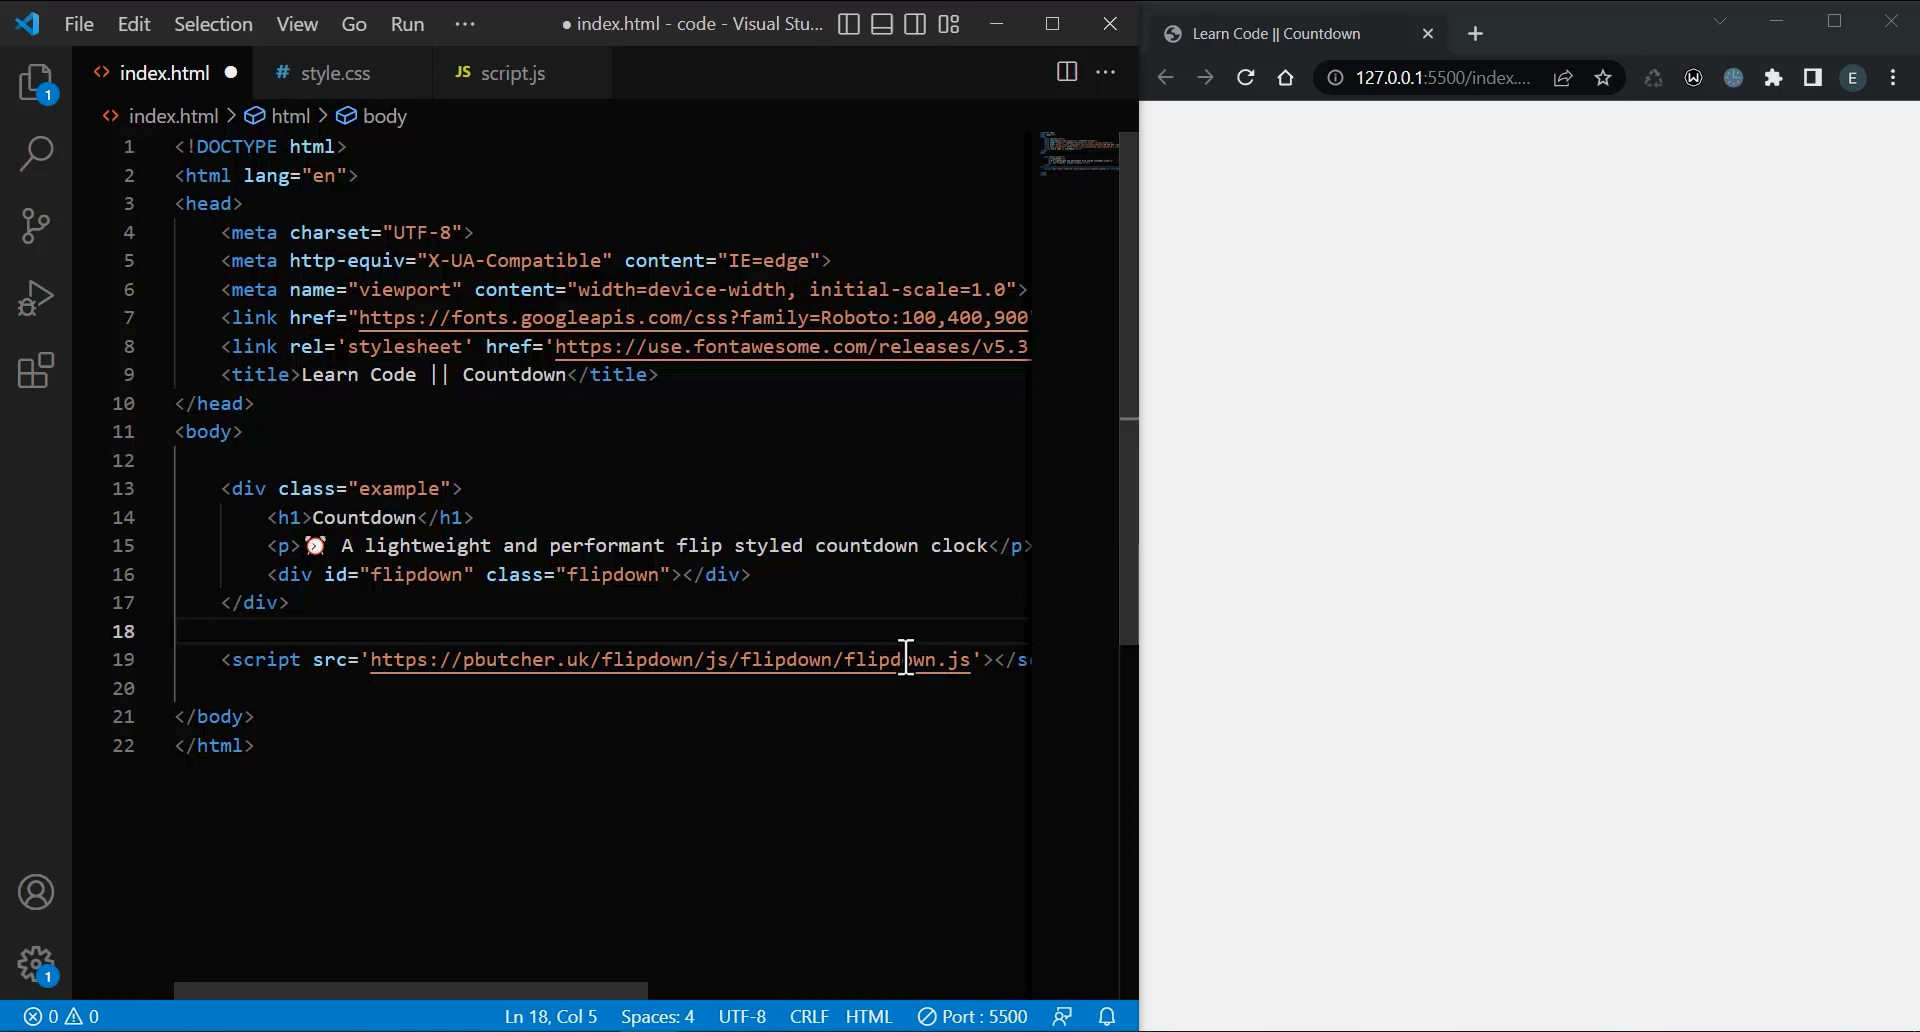 File Edit Selection View Go Run ··· ● index.html - code - Visual Stu...
index.html ● # style.css JS script.js ···
<> index.html > html > body
1 <!DOCTYPE html>
2 <html lang="en">
3 <head>
4 <meta charset="UTF-8">
5 <meta http-equiv="X-UA-Compatible" content="IE=edge">
6 <meta name="viewport" content="width=device-width, initial-scale=1.0">
7 <link href="https://fonts.googleapis.com/css?family=Roboto:100,400,900
8 <link rel='stylesheet' href='https://use.fontawesome.com/releases/v5.3
9 <title>Learn Code || Countdown</title>
10 </head>
11 <body>
12
13 <div class="example">
14 <h1>Countdown</h1>
15 <p>⏰ A lightweight and performant flip styled countdown clock</p>
16 <div id="flipdown" class="flipdown"></div>
17 </div>
18
19 <script src='https://pbutcher.uk/flipdown/js/flipdown/flipdown.js'></s
20
21 </body>
22 </html>
1
1
0 0 Ln 18, Col 5 Spaces: 4 UTF-8 CRLF HTML Port : 5500
Learn Code || Countdown
127.0.0.1:5500/index.... E